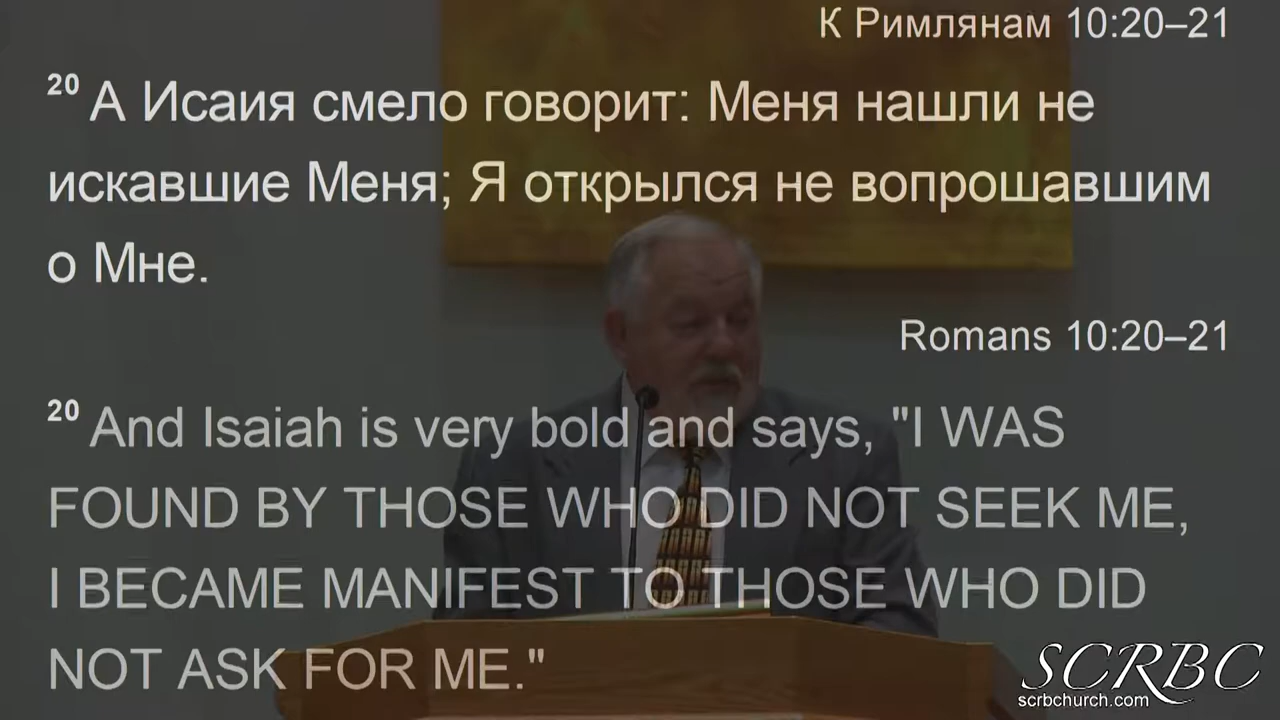 К Римлянам 10:20–21
20 А Исаия смело говорит: Меня нашли не
искавшие Меня; Я открылся не вопрошавшим
о Мне.
Romans 10:20–21
20 And Isaiah is very bold and says, "I WAS
FOUND BY THOSE WHO DID NOT SEEK ME,
I BECAME MANIFEST TO THOSE WHO DID
NOT ASK FOR ME."
SCRBC
scrbchurch.com